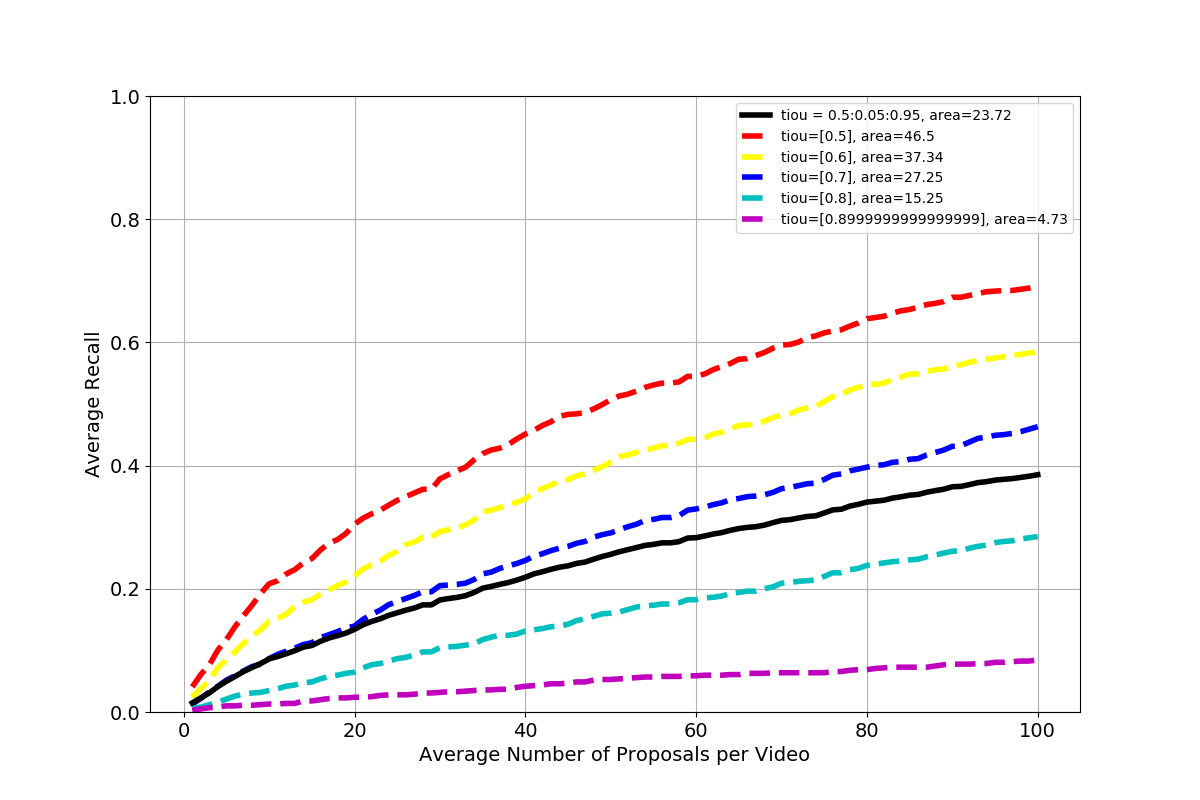 1.0
0.8
0.6
0.4
0.2
0.0
Average Recall
tiou = 0.5:0.05:0.95, area=23.72
tiou=[0.5], area=46.5
tiou=[0.6], area=37.34
tiou=[0.7], area=27.25
tiou=[0.8], area=15.25
tiou=[0.8999999999999999], area=4.73
0 20 40 60 80 100
Average Number of Proposals per Video